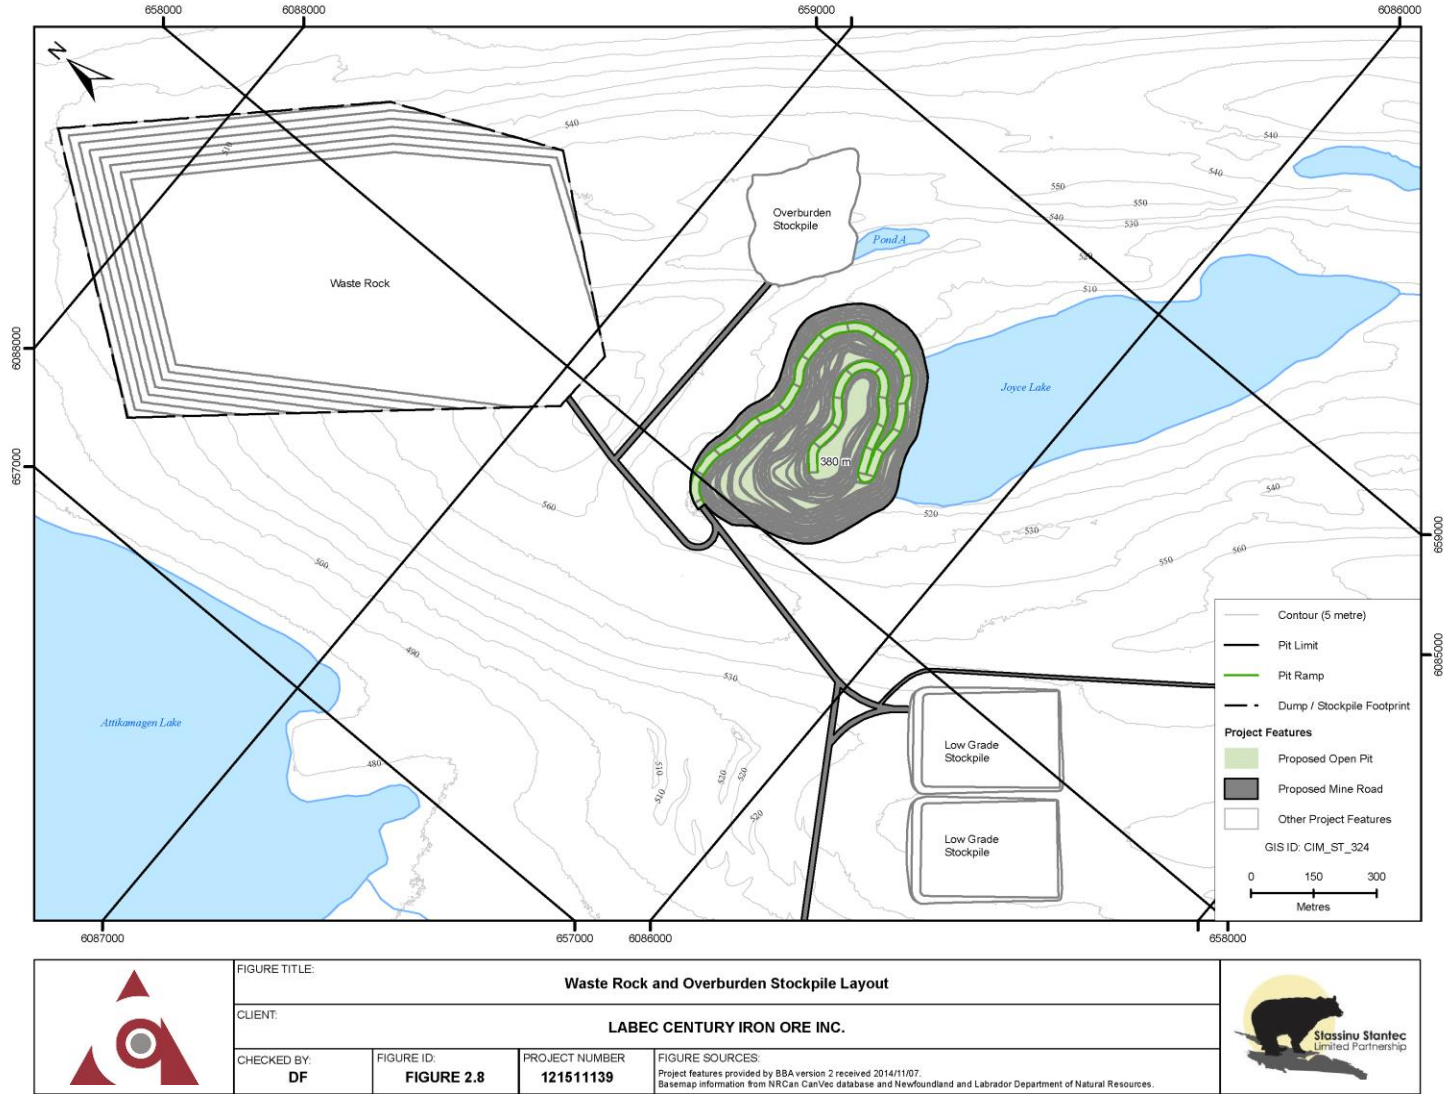 658000
6088000
659000
6086000
N
540
510
540
540
550
550
540
530
520
510
Overburden
Stockpile
Pond A
Waste Rock
6088000
Joyce Lake
657000
380 m
560
520
530
540
560
550
659000
500
490
530
6085000
Attikamagen Lake
480
510
510
520
520
520
Low Grade
Stockpile
Low Grade
Stockpile
Contour (5 metre)
Pit Limit
Pit Ramp
Dump / Stockpile Footprint
Project Features
Proposed Open Pit
Proposed Mine Road
Other Project Features
GIS ID: CIM_ST_324
0 150 300
Metres
6087000
657000
6086000
658000
FIGURE TITLE:
Waste Rock and Overburden Stockpile Layout
CLIENT:
LABEC CENTURY IRON ORE INC.
CHECKED BY:
DF
FIGURE ID:
FIGURE 2.8
PROJECT NUMBER
121511139
FIGURE SOURCES:
Project features provided by BBA version 2 received 2014/11/07.
Basemap information from NRCan CanVec database and Newfoundland and Labrador Department of Natural Resources.
Stassinu Stantec
Limited Partnership